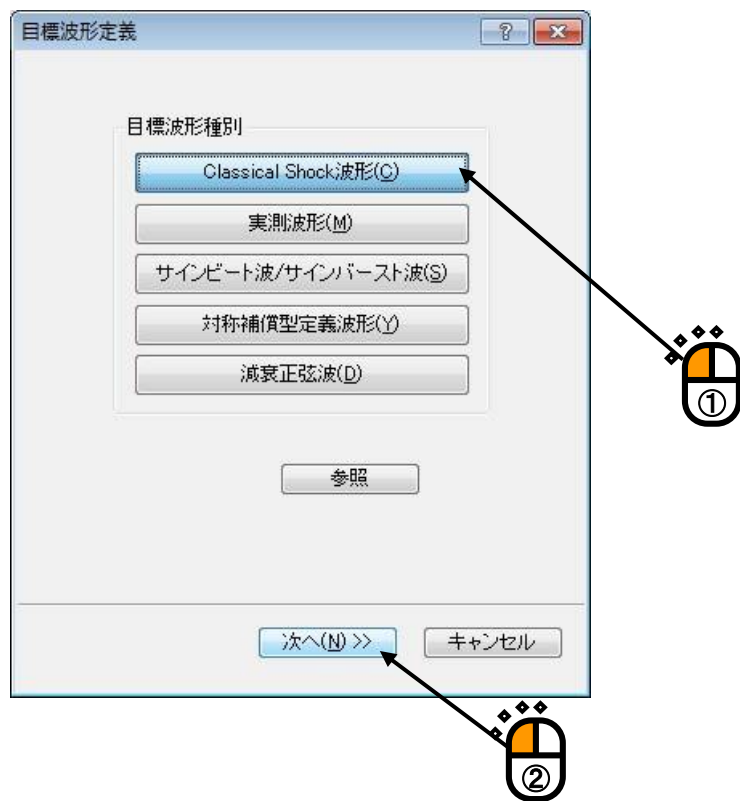 目標波形定義
?
目標波形種別
Classical Shock波形(C)
実測波形(M)
サインビート波/サインバースト波(S)
対称補償型定義波形(Y)
減衰正弦波(D)
①
参照
次へ(N) >>
キャンセル
②